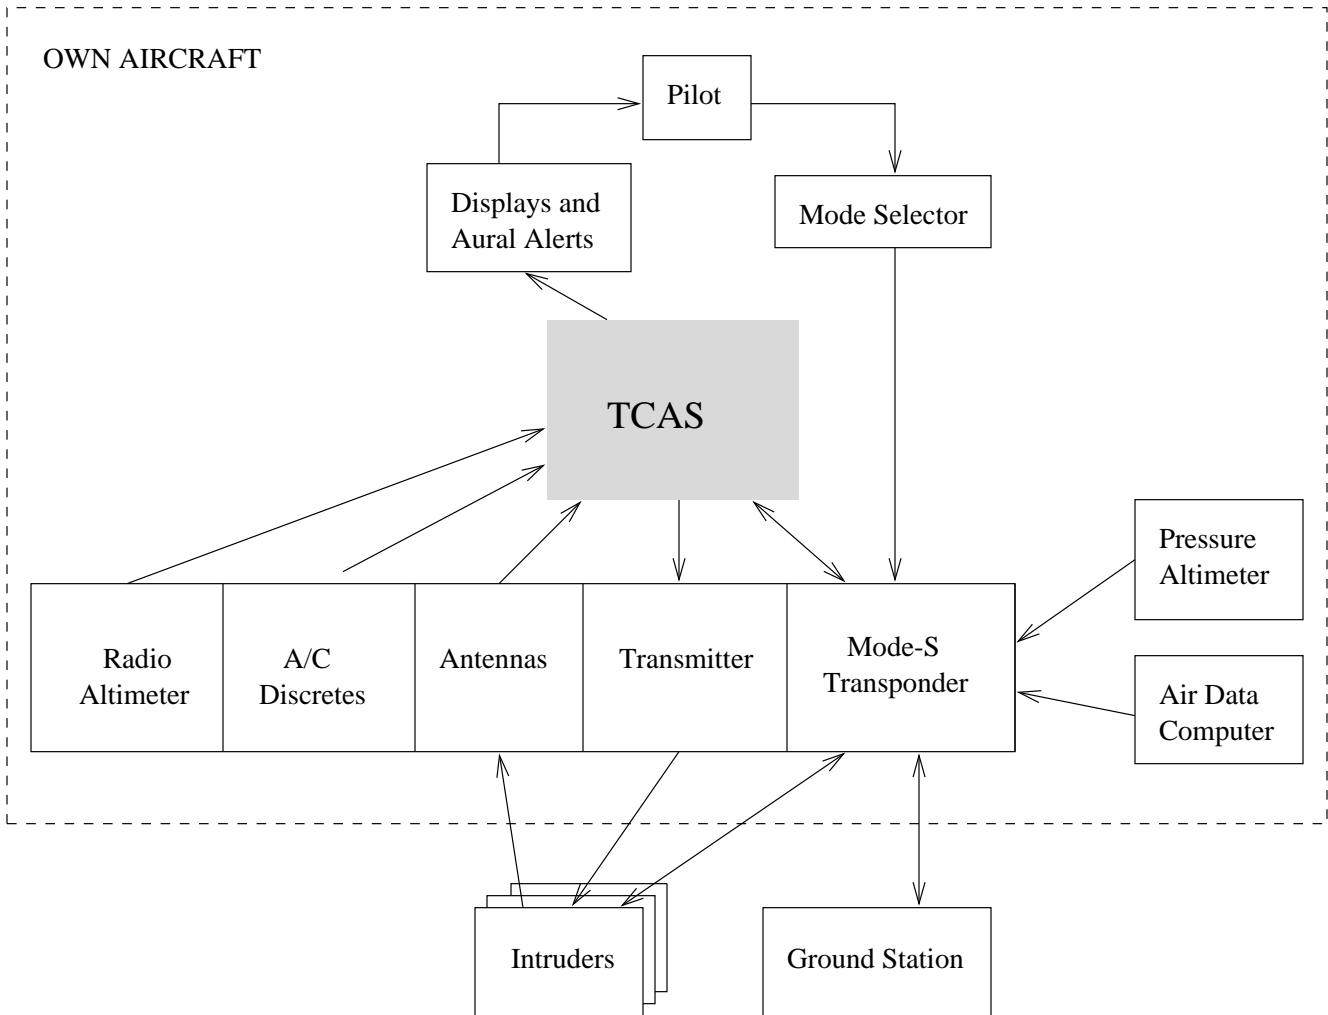 OWN AIRCRAFT
Pilot
Displays and
Aural Alerts
Mode Selector
TCAS
Pressure
Altimeter
Radio
Altimeter
A/C
Discretes
Antennas
Transmitter
Mode-S
Transponder
Air Data
Computer
Intruders
Ground Station